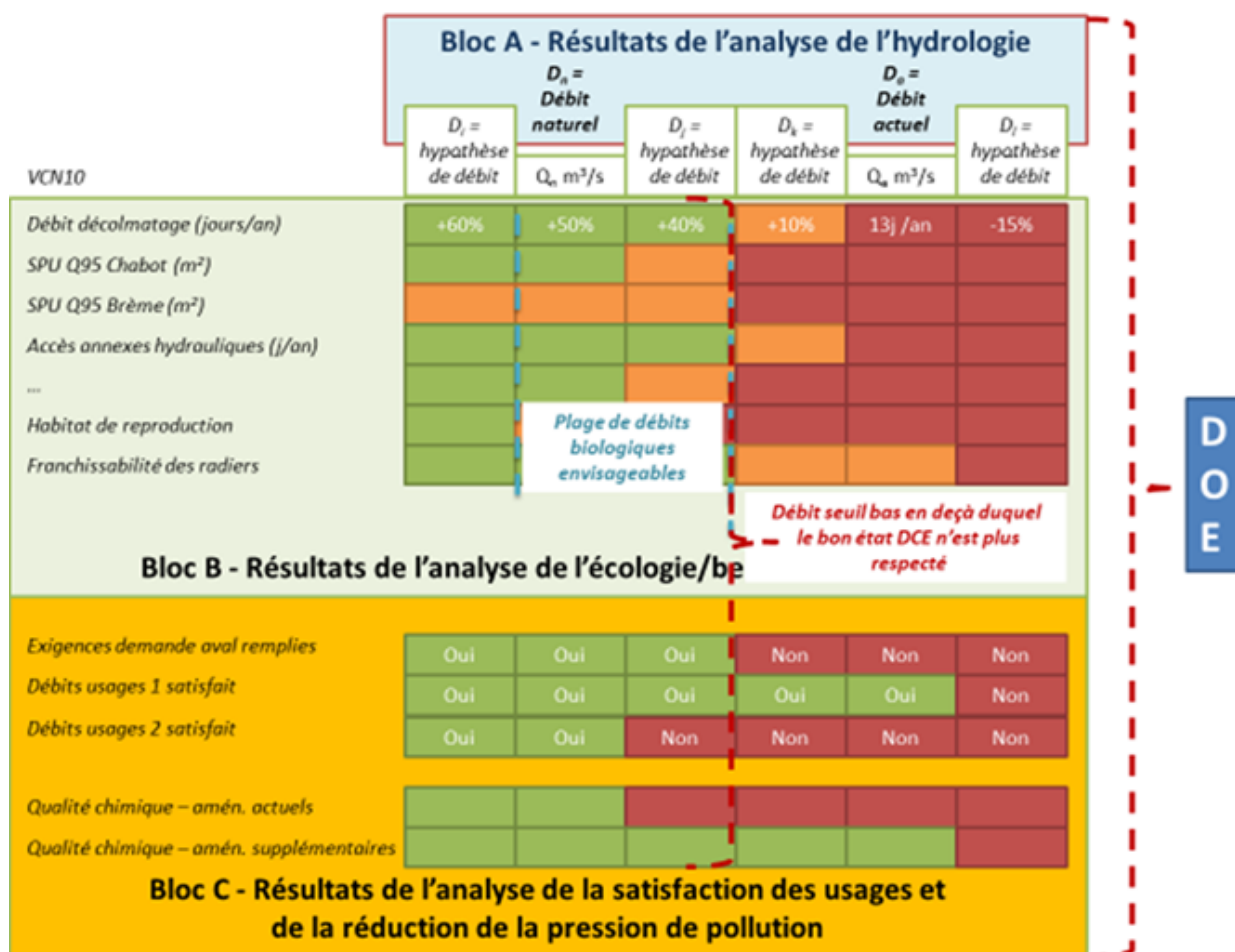 Bloc A - Résultats de l'analyse de l'hydrologie
Dₙ =
Débit
naturel
Dₒ =
Débit
actuel
Dᵢ =
hypothèse
de débit
Qₙ m³/s
Dⱼ =
hypothèse
de débit
Dₖ =
hypothèse
de débit
Qₐ m³/s
Dₗ =
hypothèse
de débit
VCN10
Débit décolmatage (jours/an) +60% +50% +40% +10% 13j /an -15%
SPU Q95 Chabot (m²)
SPU Q95 Brème (m²)
Accès annexes hydrauliques (j/an)
...
Habitat de reproduction
Franchissabilité des radiers
Plage de débits
biologiques
envisageables
Débit seuil bas en deçà duquel
le bon état DCE n'est plus
respecté
Bloc B - Résultats de l'analyse de l'écologie/be
Exigences demande aval remplies Oui Oui Oui Non Non Non
Débits usages 1 satisfait Oui Oui Oui Oui Oui Non
Débits usages 2 satisfait Oui Oui Non Non Non Non
Qualité chimique – amén. actuels
Qualité chimique – amén. supplémentaires
Bloc C - Résultats de l'analyse de la satisfaction des usages et
de la réduction de la pression de pollution
D
O
E